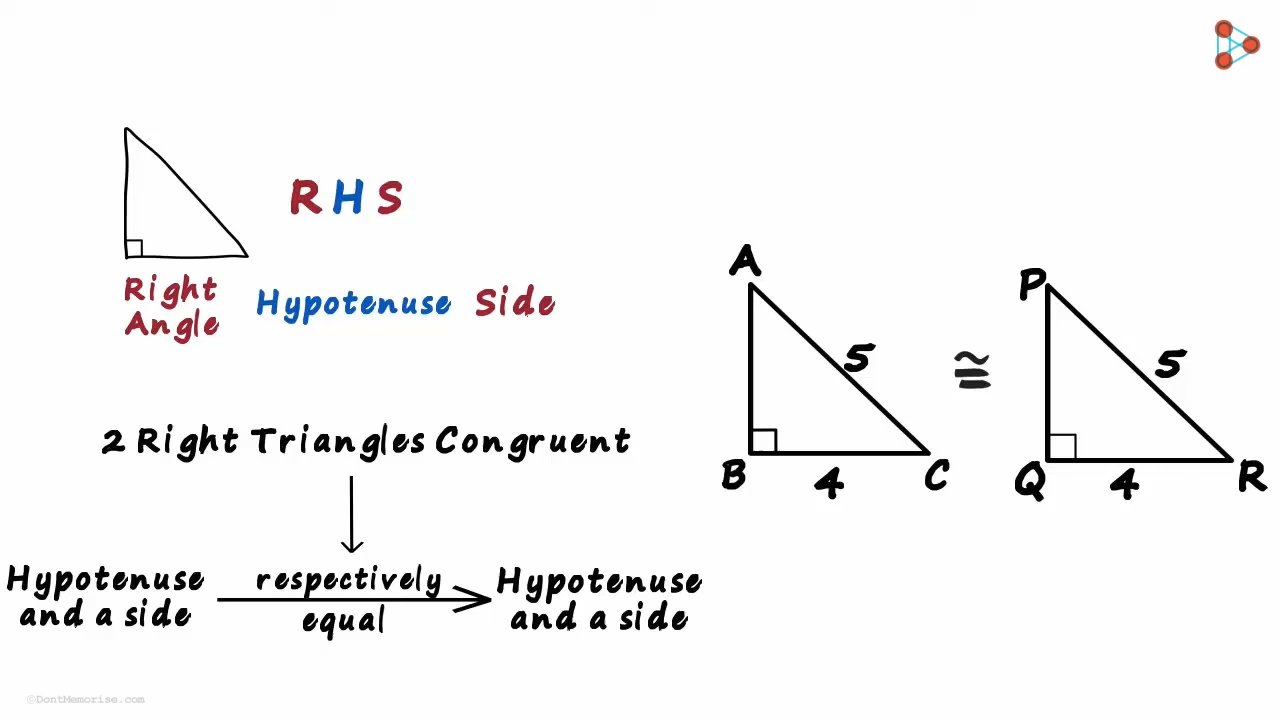 R H S
Right
Angle
Hypotenuse
Side
2 Right Triangles Congruent
Hypotenuse
and a side
respectively
equal
Hypotenuse
and a side
A
5
B
4
C
≅
P
5
Q
4
R
©DontMemorise.com